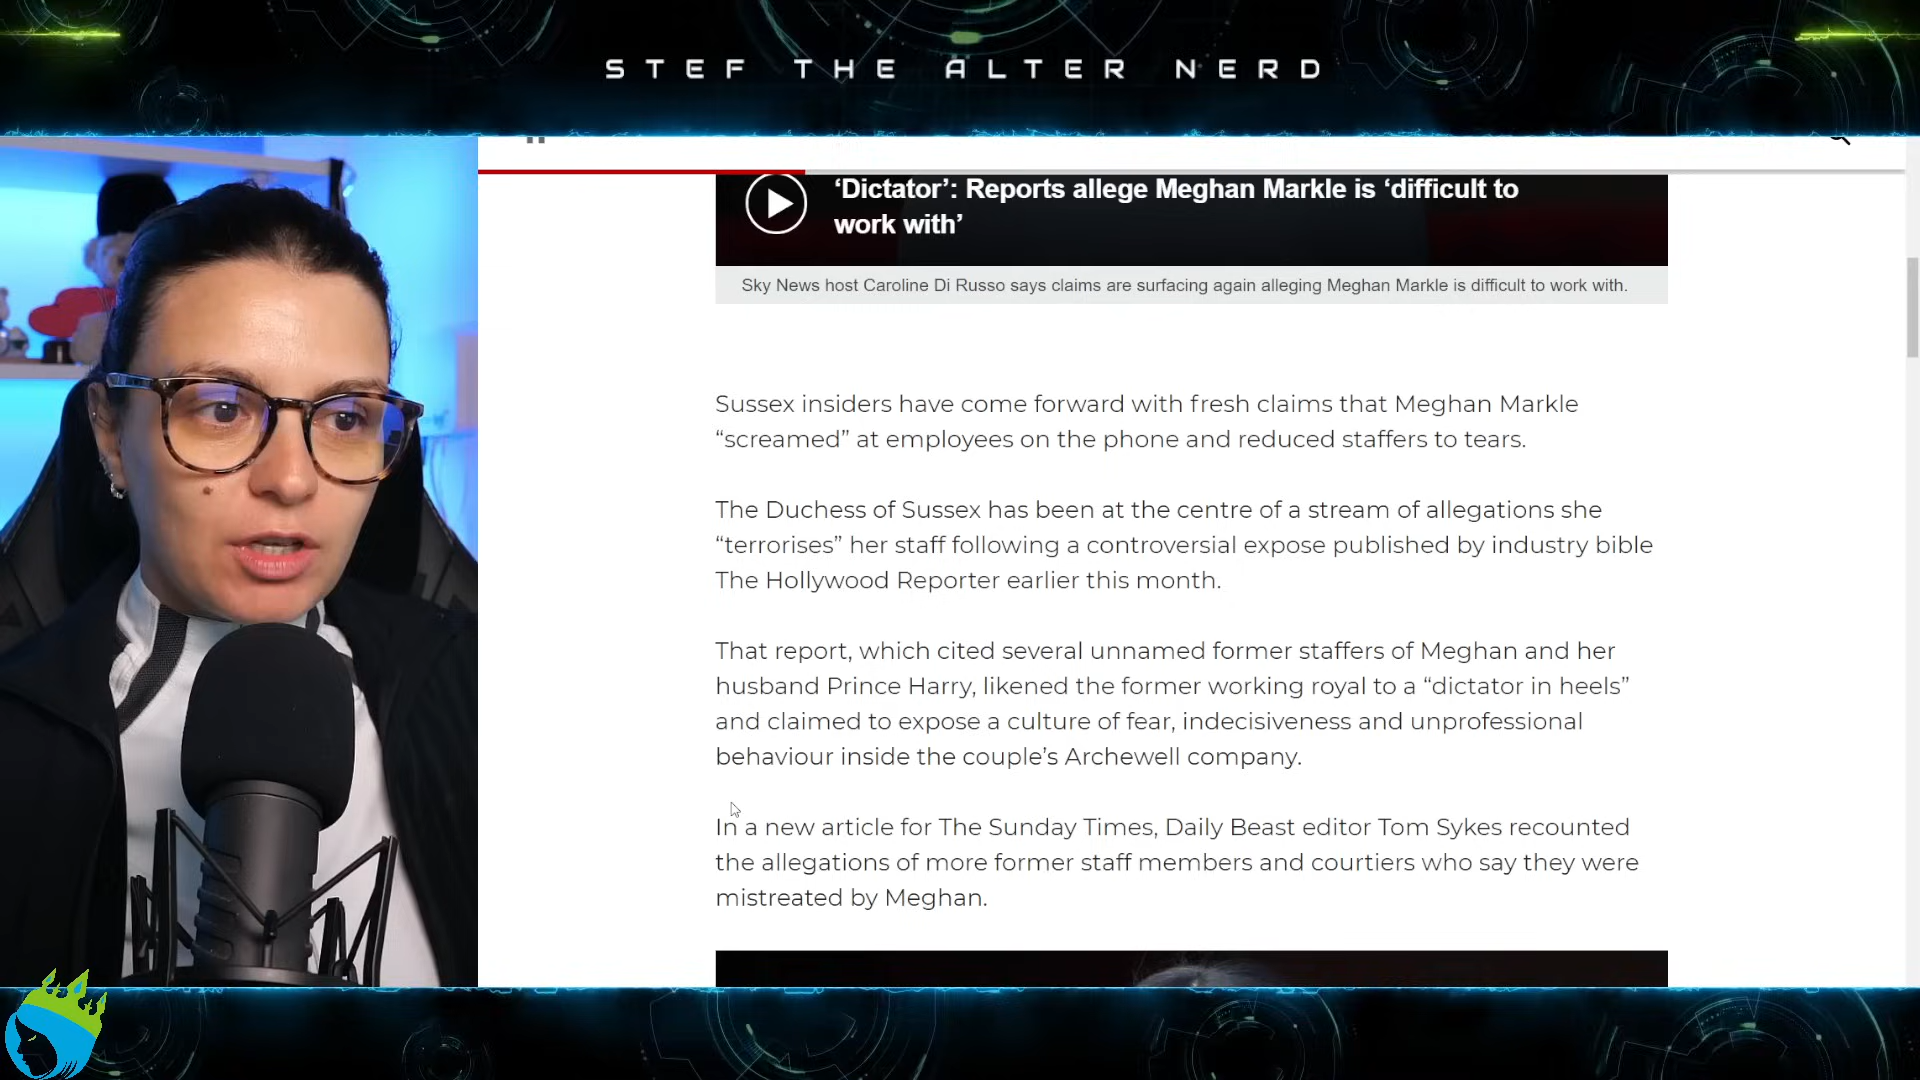 STEF THE ALTER NERD
‘Dictator’: Reports allege Meghan Markle is ‘difficult to
work with’
Sky News host Caroline Di Russo says claims are surfacing again alleging Meghan Markle is difficult to work with.
Sussex insiders have come forward with fresh claims that Meghan Markle
“screamed” at employees on the phone and reduced staffers to tears.
The Duchess of Sussex has been at the centre of a stream of allegations she
“terrorises” her staff following a controversial expose published by industry bible
The Hollywood Reporter earlier this month.
That report, which cited several unnamed former staffers of Meghan and her
husband Prince Harry, likened the former working royal to a “dictator in heels”
and claimed to expose a culture of fear, indecisiveness and unprofessional
behaviour inside the couple’s Archewell company.
In a new article for The Sunday Times, Daily Beast editor Tom Sykes recounted
the allegations of more former staff members and courtiers who say they were
mistreated by Meghan.